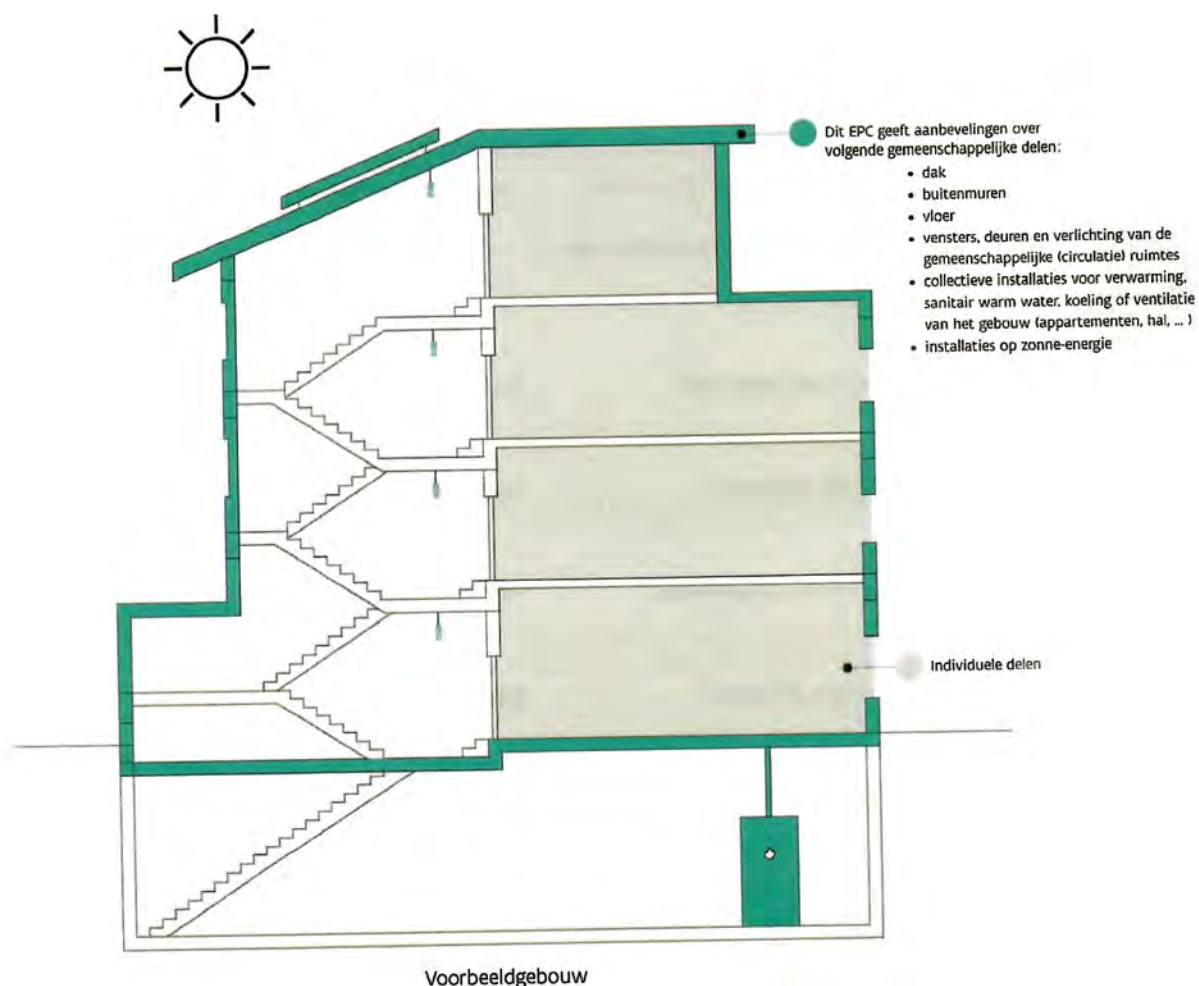 Dit EPC geeft aanbevelingen over
volgende gemeenschappelijke delen:
• dak
• buitenmuren
• vloer
• vensters, deuren en verlichting van de
gemeenschappelijke (circulatie) ruimtes
• collectieve installaties voor verwarming,
sanitair warm water, koeling of ventilatie
van het gebouw (appartementen, hal, ... )
• installaties op zonne-energie
Individuele delen
Voorbeeldgebouw